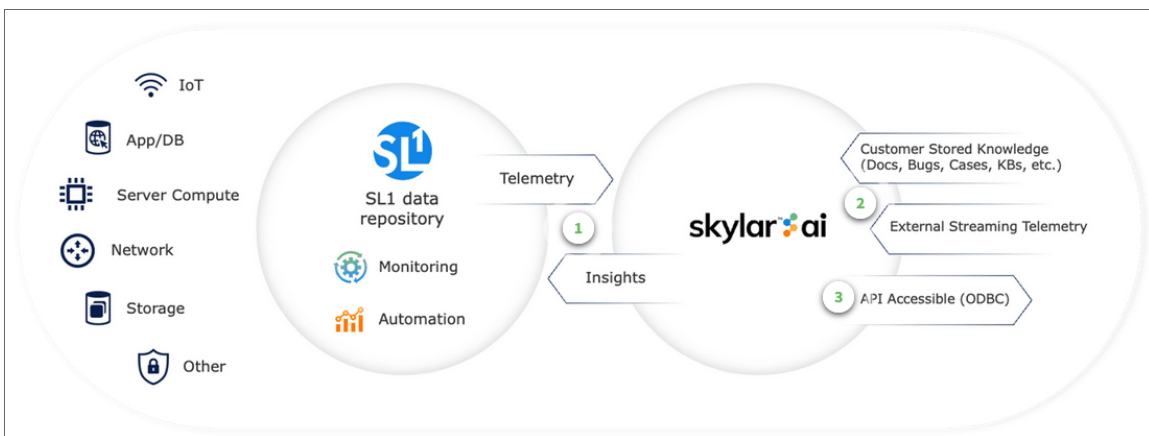 IoT
App/DB
Server Compute
Network
Storage
Other
SL1
SL1 data
repository
Monitoring
Automation
Telemetry
1
Insights
skylar ai
Customer Stored Knowledge
(Docs, Bugs, Cases, KBs, etc.)
2
External Streaming Telemetry
3
API Accessible (ODBC)